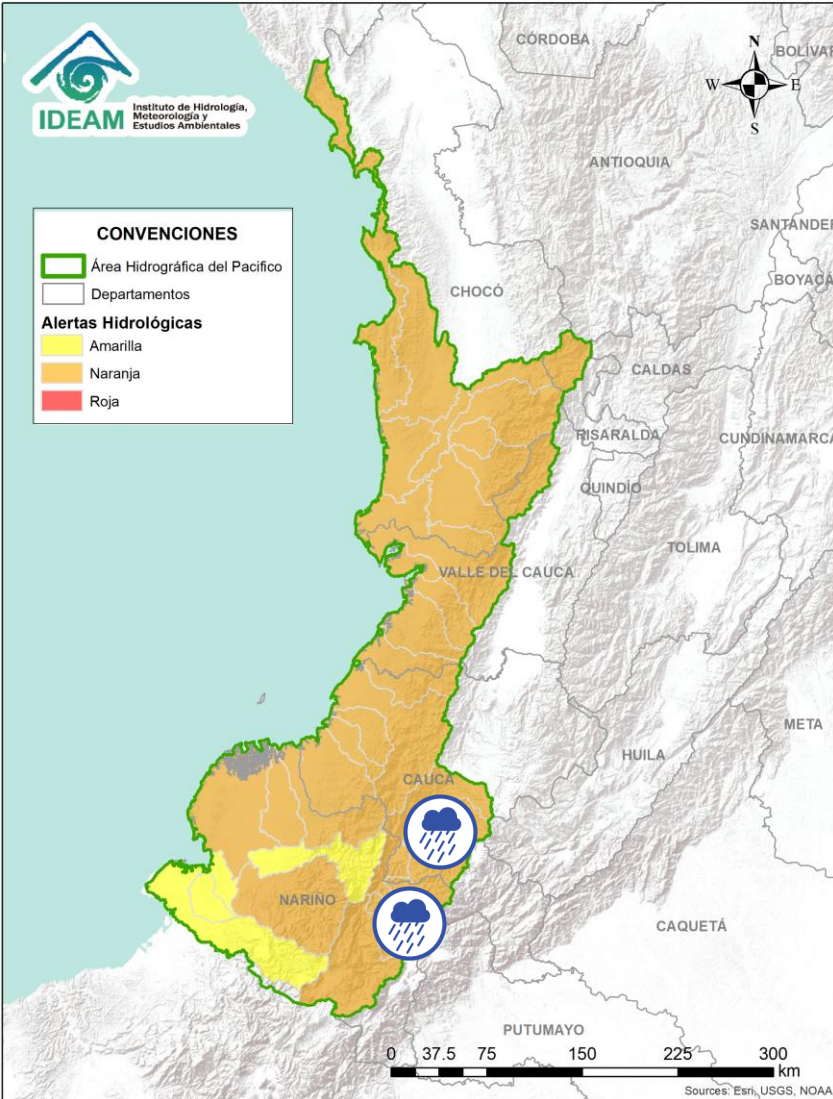 IDEAM
Instituto de Hidrología,
Meteorología y
Estudios Ambientales
CÓRDOBA
BOLÍVAR
N
W
E
S
ANTIOQUIA
CONVENCIONES
Área Hidrográfica del Pacifico
Departamentos
Alertas Hidrológicas
Amarilla
Naranja
Roja
SANTANDER
BOYACÁ
CHOCÓ
CALDAS
RISARALDA
CUNDINAMARCA
QUINDÍO
TOLIMA
VALLE DEL CAUCA
META
HUILA
CAUCA
NARIÑO
CAQUETÁ
PUTUMAYO
0 37.5 75 150 225 300
km
Sources: Esri, USGS, NOAA